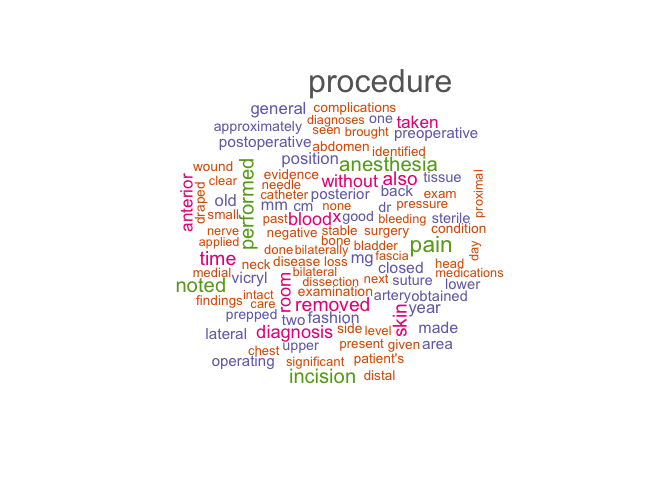 procedure
general complications
diagnoses one taken
approximately seen brought preoperative
postoperative abdomen identified
position anesthesia
wound evidence without also tissue
clear needle
anterior draped performed catheter posterior back exam proximal
old mm cm none dr pressure
small past blood x good bleeding sterile
nerve negative stable surgery condition
applied bone bladder pain day
done bilaterally
time neck disease loss mg fascia head
medial vicryl bilateral closed medications
noted room dissection next suture lower
findings intact examination artery obtained
care removed skin year
prepped two fashion
lateral diagnosis side level made
chest upper present given area
operating significant patient's
incision distal